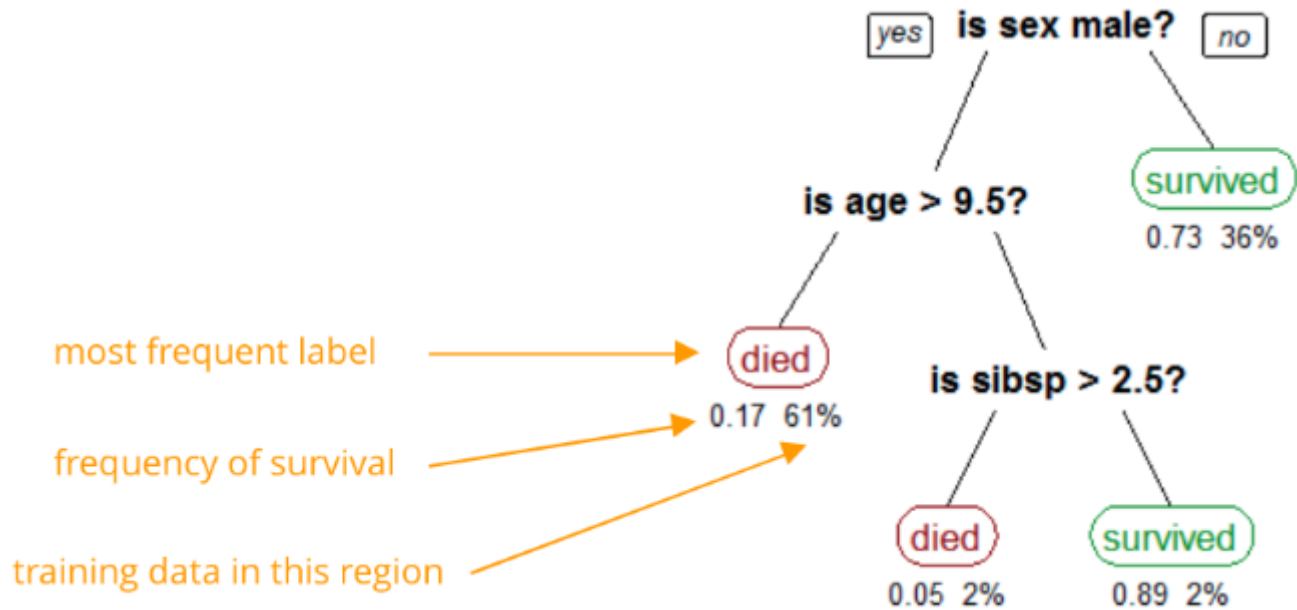 yes is sex male? no
survived
0.73 36%
is age > 9.5?
most frequent label
died
0.17 61%
is sibsp > 2.5?
frequency of survival
training data in this region
died
0.05 2%
survived
0.89 2%